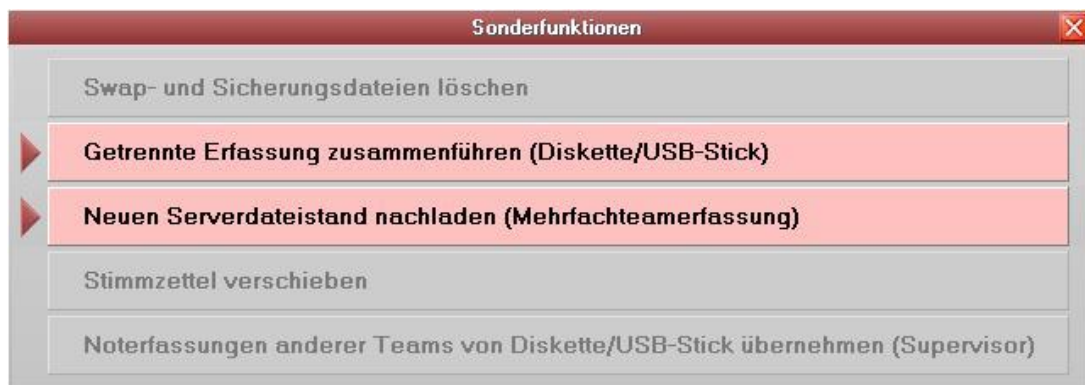 Sonderfunktionen
Swap- und Sicherungsdateien löschen
Getrennte Erfassung zusammenführen (Diskette/USB-Stick)
Neuen Serverdateistand nachladen (Mehrfachteamerfassung)
Stimmzettel verschieben
Noterfassungen anderer Teams von Diskette/USB-Stick übernehmen (Supervisor)